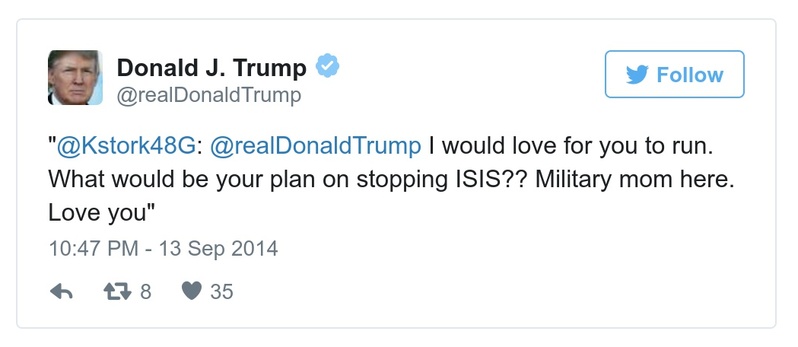 Donald J. Trump
@realDonaldTrump
Follow
"@Kstork48G: @realDonaldTrump I would love for you to run.
What would be your plan on stopping ISIS?? Military mom here.
Love you"
10:47 PM - 13 Sep 2014
8 35